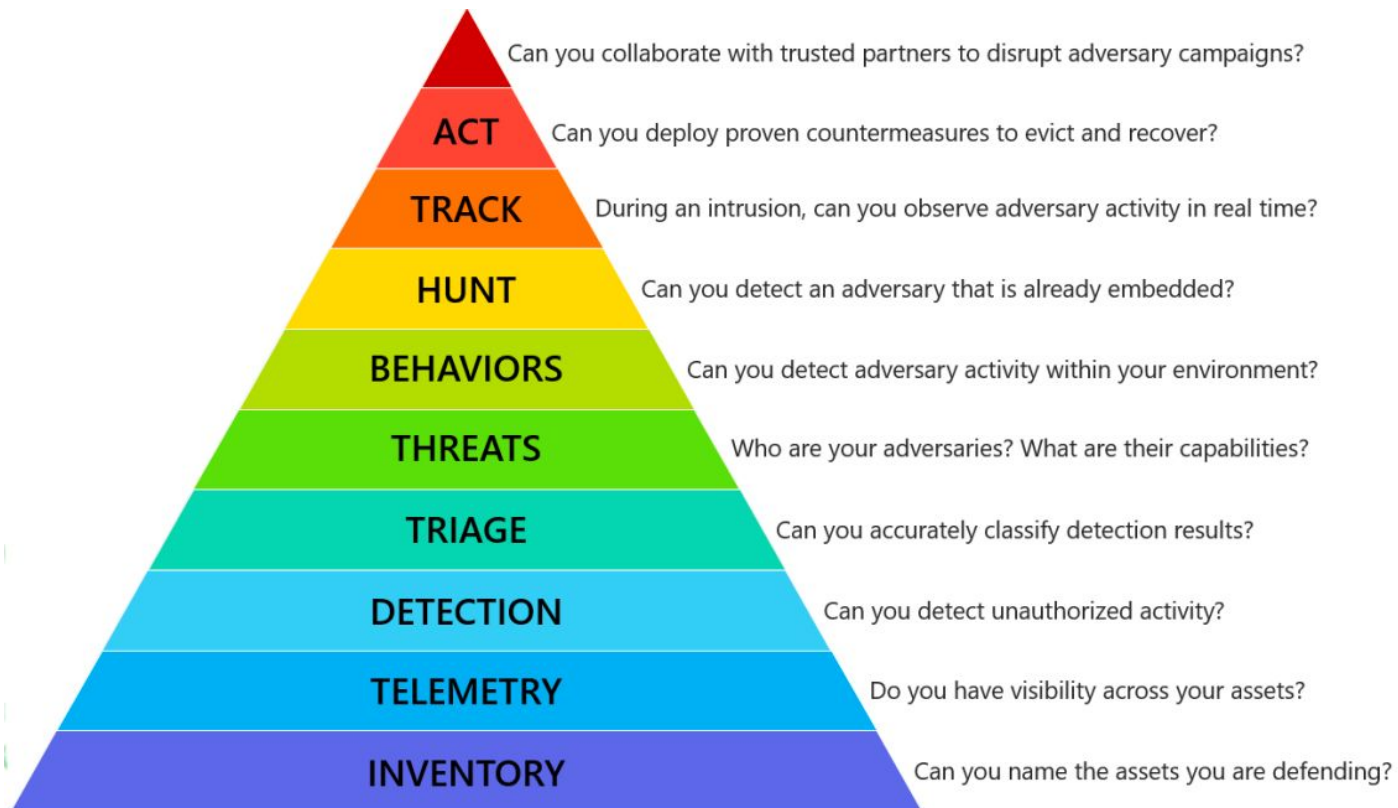 Can you collaborate with trusted partners to disrupt adversary campaigns?
ACT Can you deploy proven countermeasures to evict and recover?
TRACK During an intrusion, can you observe adversary activity in real time?
HUNT Can you detect an adversary that is already embedded?
BEHAVIORS Can you detect adversary activity within your environment?
THREATS Who are your adversaries? What are their capabilities?
TRIAGE Can you accurately classify detection results?
DETECTION Can you detect unauthorized activity?
TELEMETRY Do you have visibility across your assets?
INVENTORY Can you name the assets you are defending?